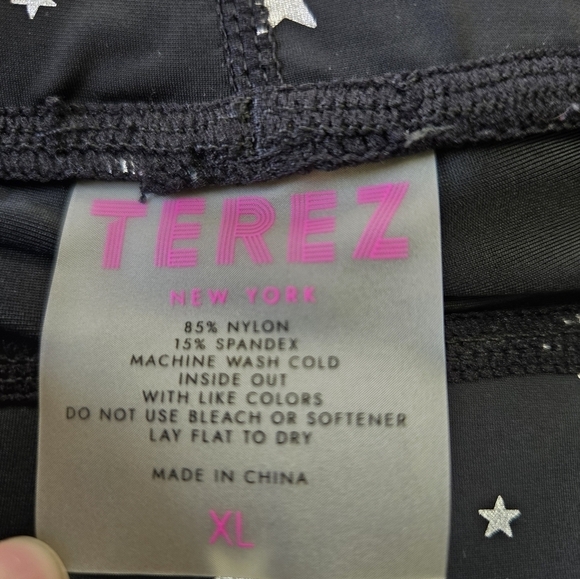 TEREZ
NEW YORK
85% NYLON
15% SPANDEX
MACHINE WASH COLD
INSIDE OUT
WITH LIKE COLORS
DO NOT USE BLEACH OR SOFTENER
LAY FLAT TO DRY
MADE IN CHINA
XL